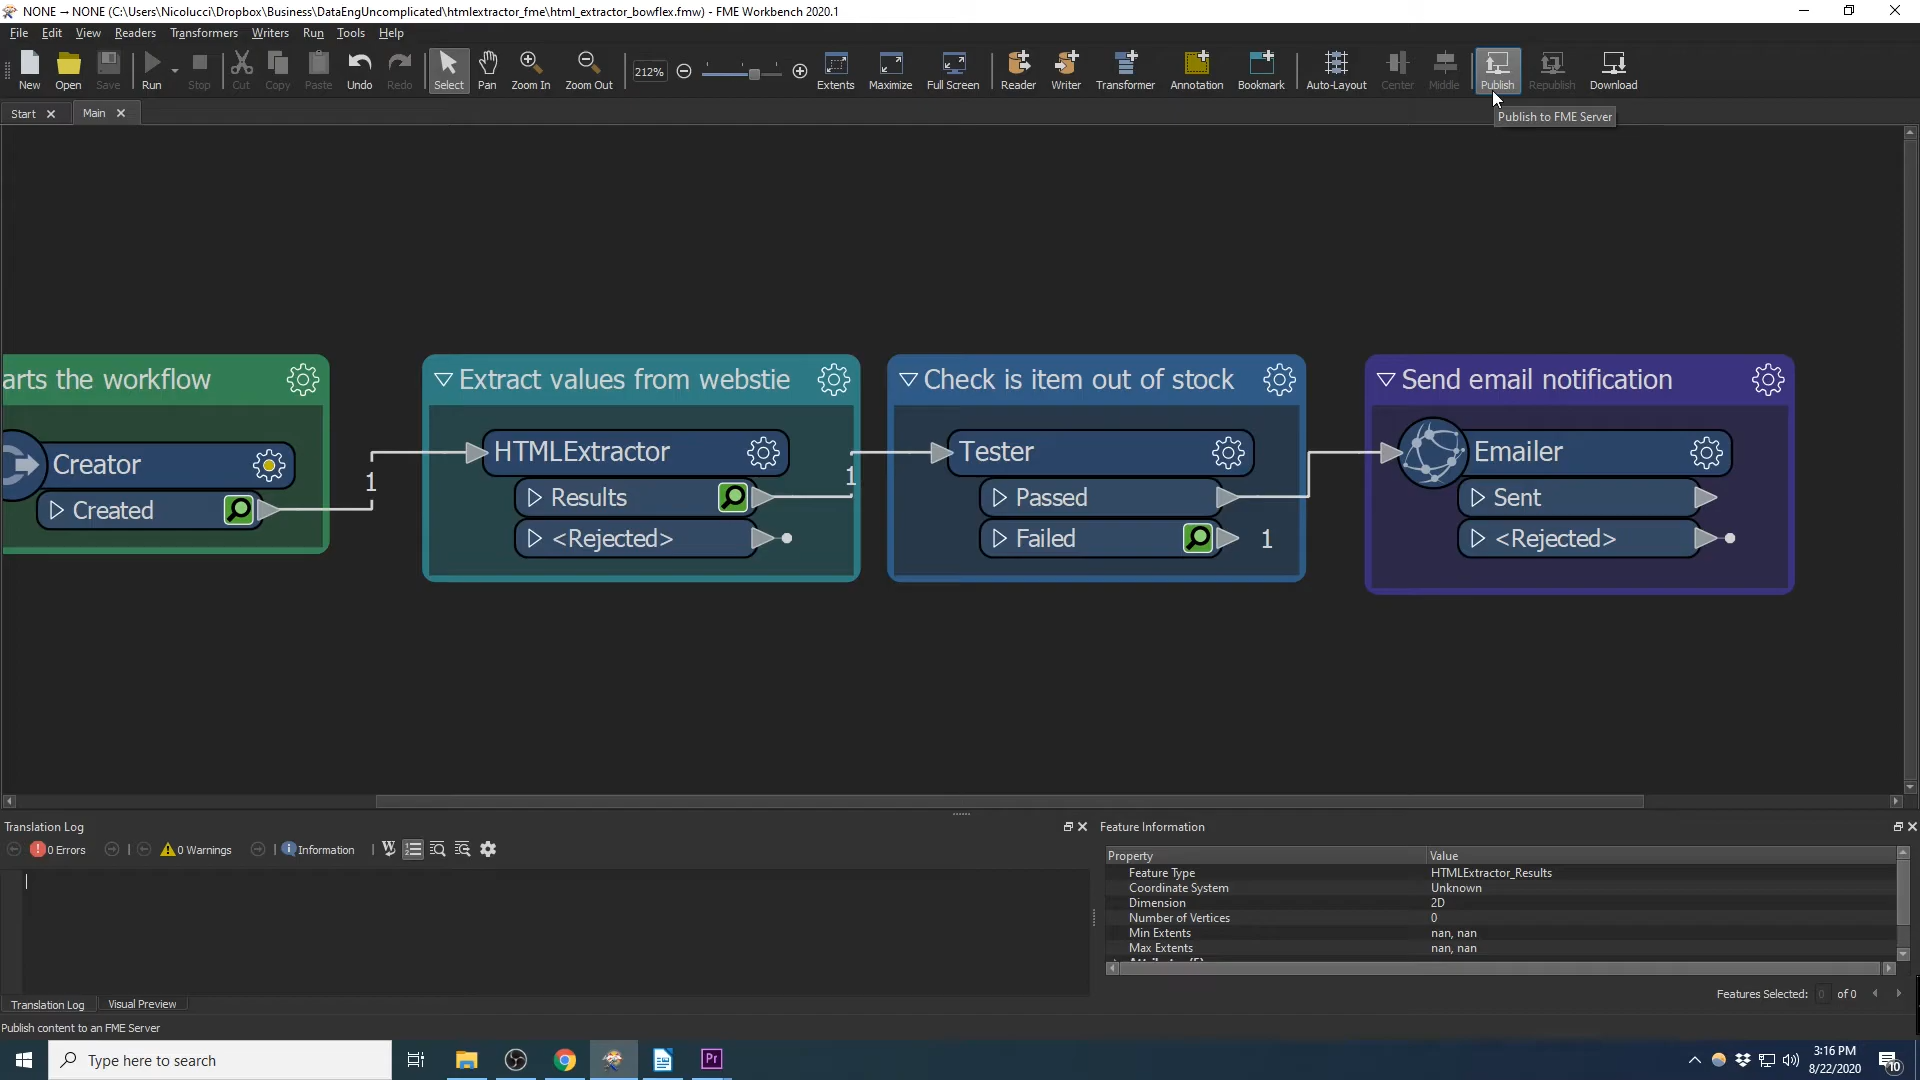 NONE → NONE (C:\Users\Nicolucci\Dropbox\Business\DataEngUncomplicated\htmlextractor_fme\html_extractor_bowflex.fmw) - FME Workbench 2020.1
File Edit View Readers Transformers Writers Run Tools Help
New Open Save Run Stop Cut Copy Paste Undo Redo Select Pan Zoom In Zoom Out 212% Extents Maximize Full Screen Reader Writer Transformer Annotation Bookmark Auto-Layout Center Middle Publish Republish Download
Start Main
Publish to FME Server
arts the workflow
Creator
Created
1
Extract values from webstie
HTMLExtractor
Results
<Rejected>
1
Check is item out of stock
Tester
Passed
Failed
1
Send email notification
Emailer
Sent
<Rejected>
Translation Log
0 Errors | 0 Warnings | Information
Feature Information
Property Value
Feature Type HTMLExtractor_Results
Coordinate System Unknown
Dimension 2D
Number of Vertices 0
Min Extents nan, nan
Max Extents nan, nan
Features Selected: 0 of 0
Translation Log Visual Preview
Publish content to an FME Server
Type here to search
Pr
3:16 PM
8/22/2020
10